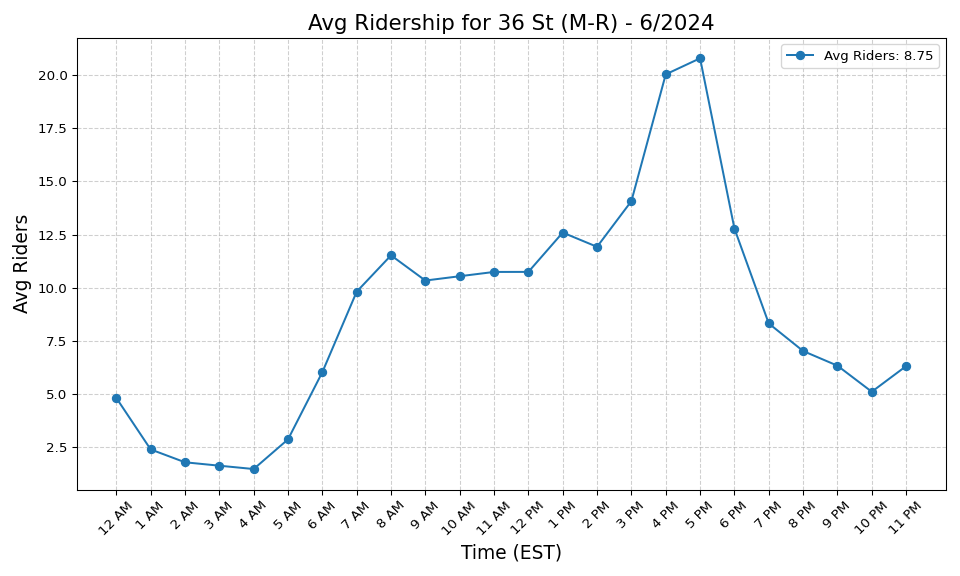 Avg Ridership for 36 St (M-R) - 6/2024
Avg Riders: 8.75
Avg Riders
20.0
17.5
15.0
12.5
10.0
7.5
5.0
2.5
12 AM
1 AM
2 AM
3 AM
4 AM
5 AM
6 AM
7 AM
8 AM
9 AM
10 AM
11 AM
12 PM
1 PM
2 PM
3 PM
4 PM
5 PM
6 PM
7 PM
8 PM
9 PM
10 PM
11 PM
Time (EST)